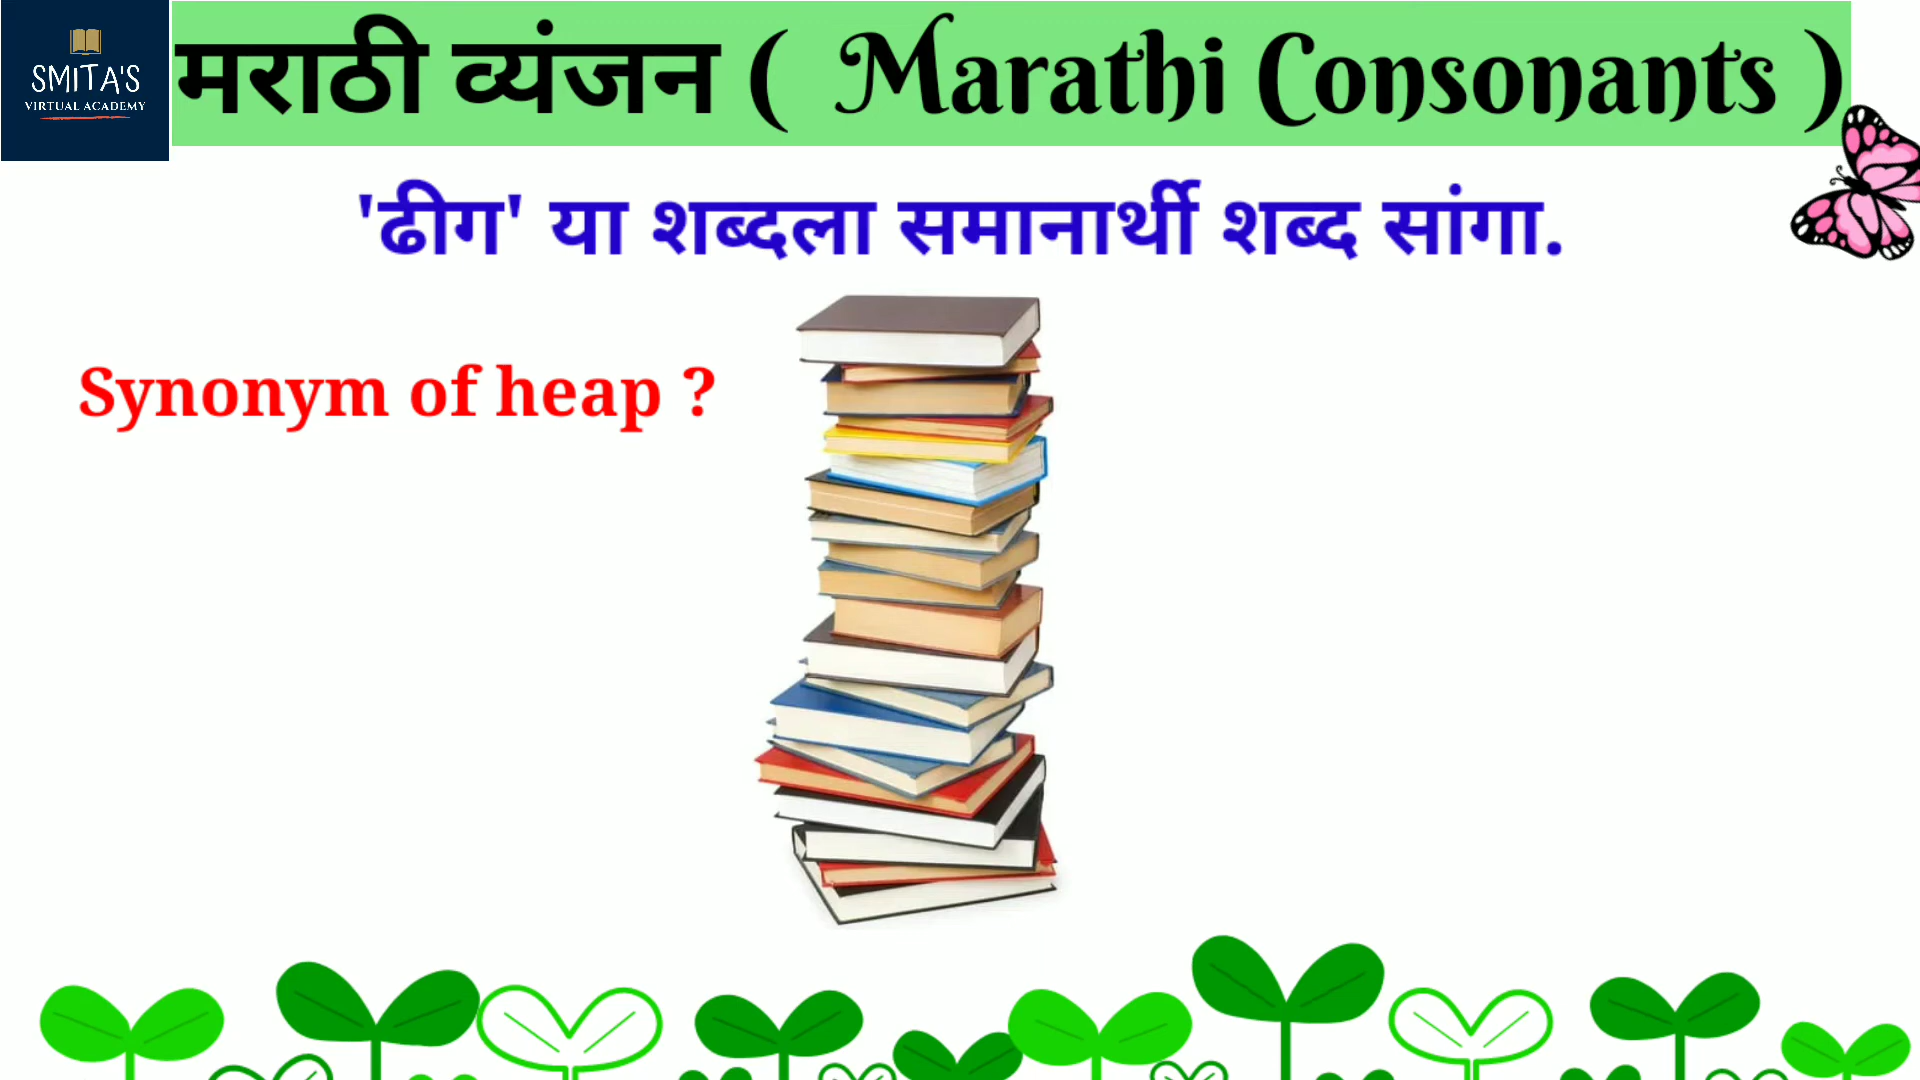 SMITA'S
VIRTUAL ACADEMY
मराठी व्यंजन ( Marathi Consonants )
'ढीग' या शब्दला समानार्थी शब्द सांगा.
Synonym of heap ?